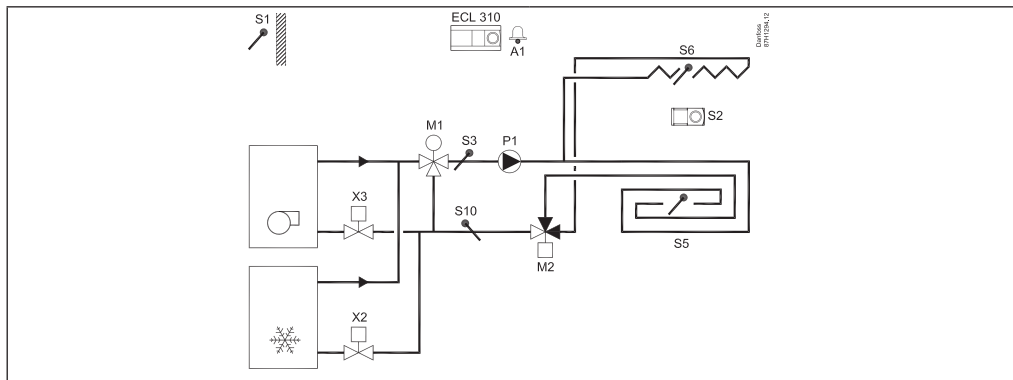 S1
ECL 310
A1
Danfoss
87H1294.12
S6
S2
M1
S3
P1
X3
S10
S5
M2
X2